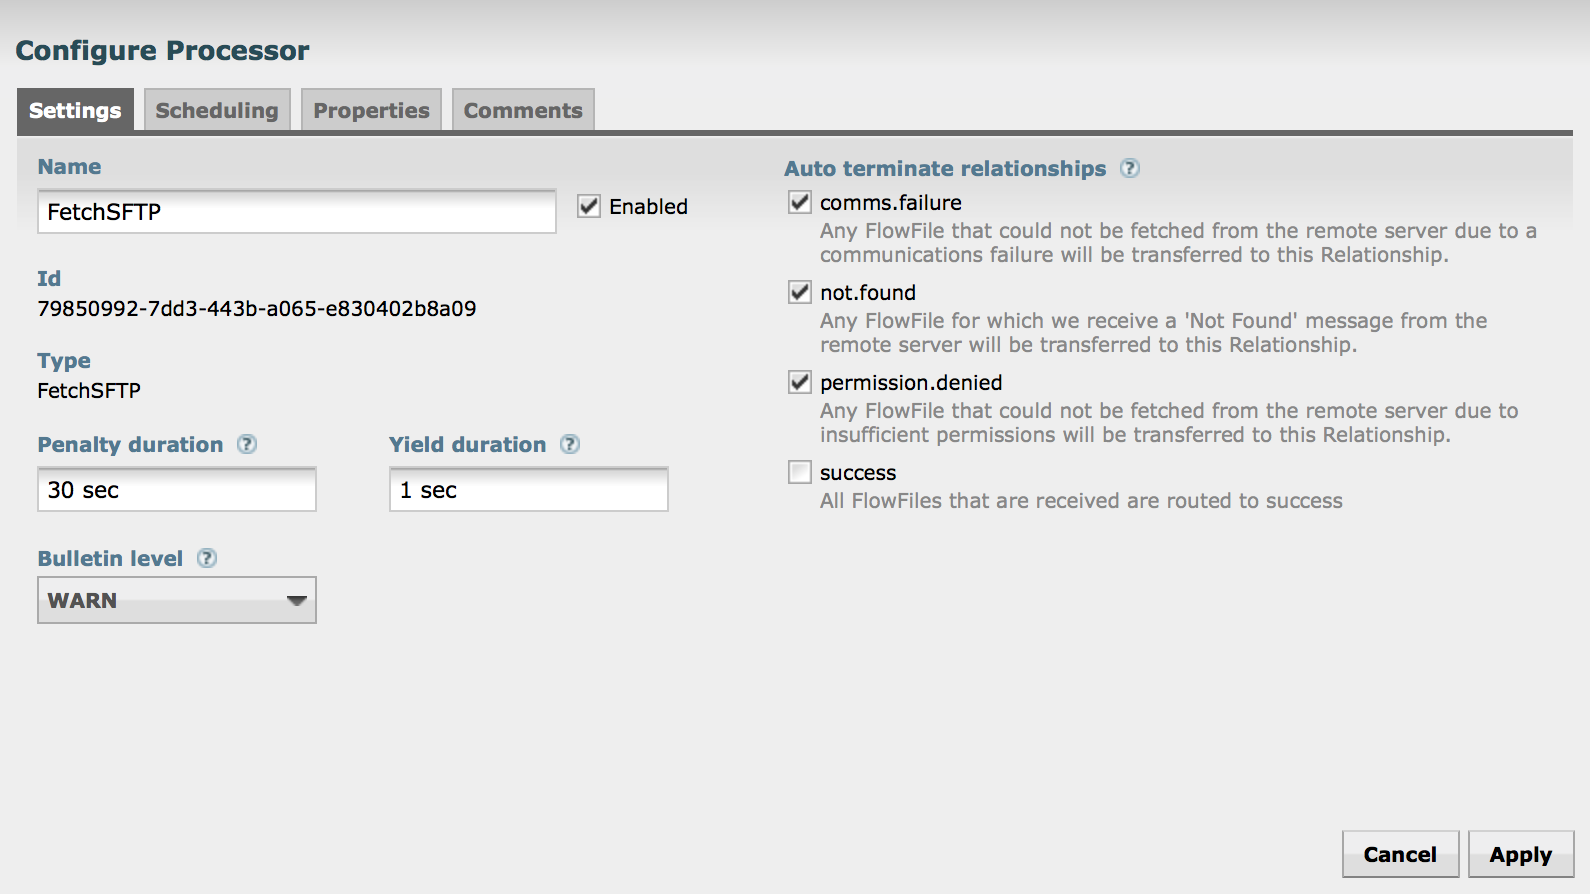 Configure Processor
Settings
Scheduling
Properties
Comments
Name
FetchSFTP
Enabled
Id
79850992-7dd3-443b-a065-e830402b8a09
Type
FetchSFTP
Penalty duration ?
Yield duration ?
30 sec
1 sec
Bulletin level ?
WARN
Auto terminate relationships ?
comms.failure
Any FlowFile that could not be fetched from the remote server due to a
communications failure will be transferred to this Relationship.
not.found
Any FlowFile for which we receive a 'Not Found' message from the
remote server will be transferred to this Relationship.
permission.denied
Any FlowFile that could not be fetched from the remote server due to
insufficient permissions will be transferred to this Relationship.
success
All FlowFiles that are received are routed to success
Cancel
Apply